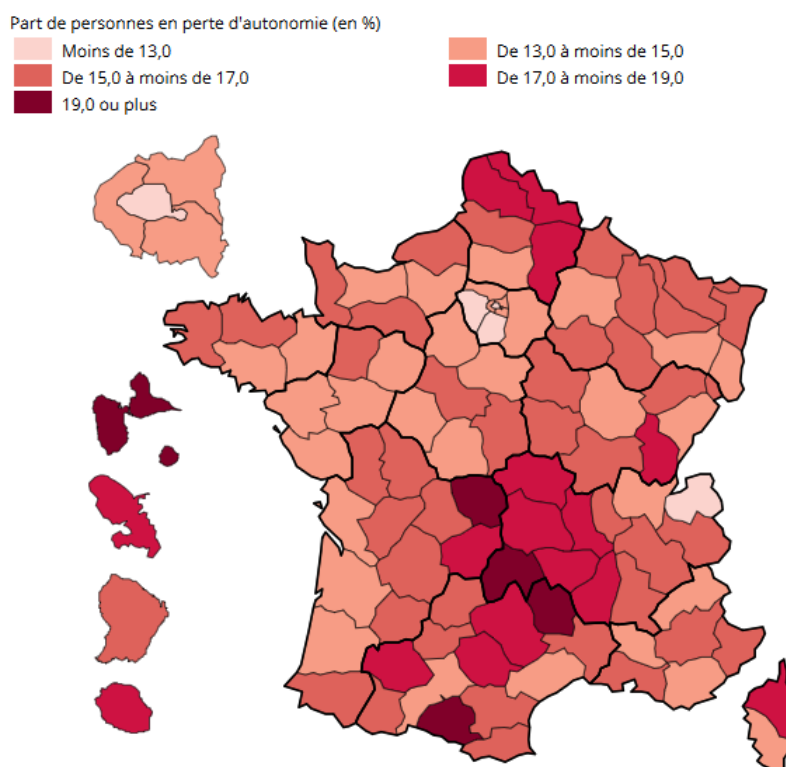 Part de personnes en perte d'autonomie (en %)
Moins de 13,0
De 13,0 à moins de 15,0
De 15,0 à moins de 17,0
De 17,0 à moins de 19,0
19,0 ou plus